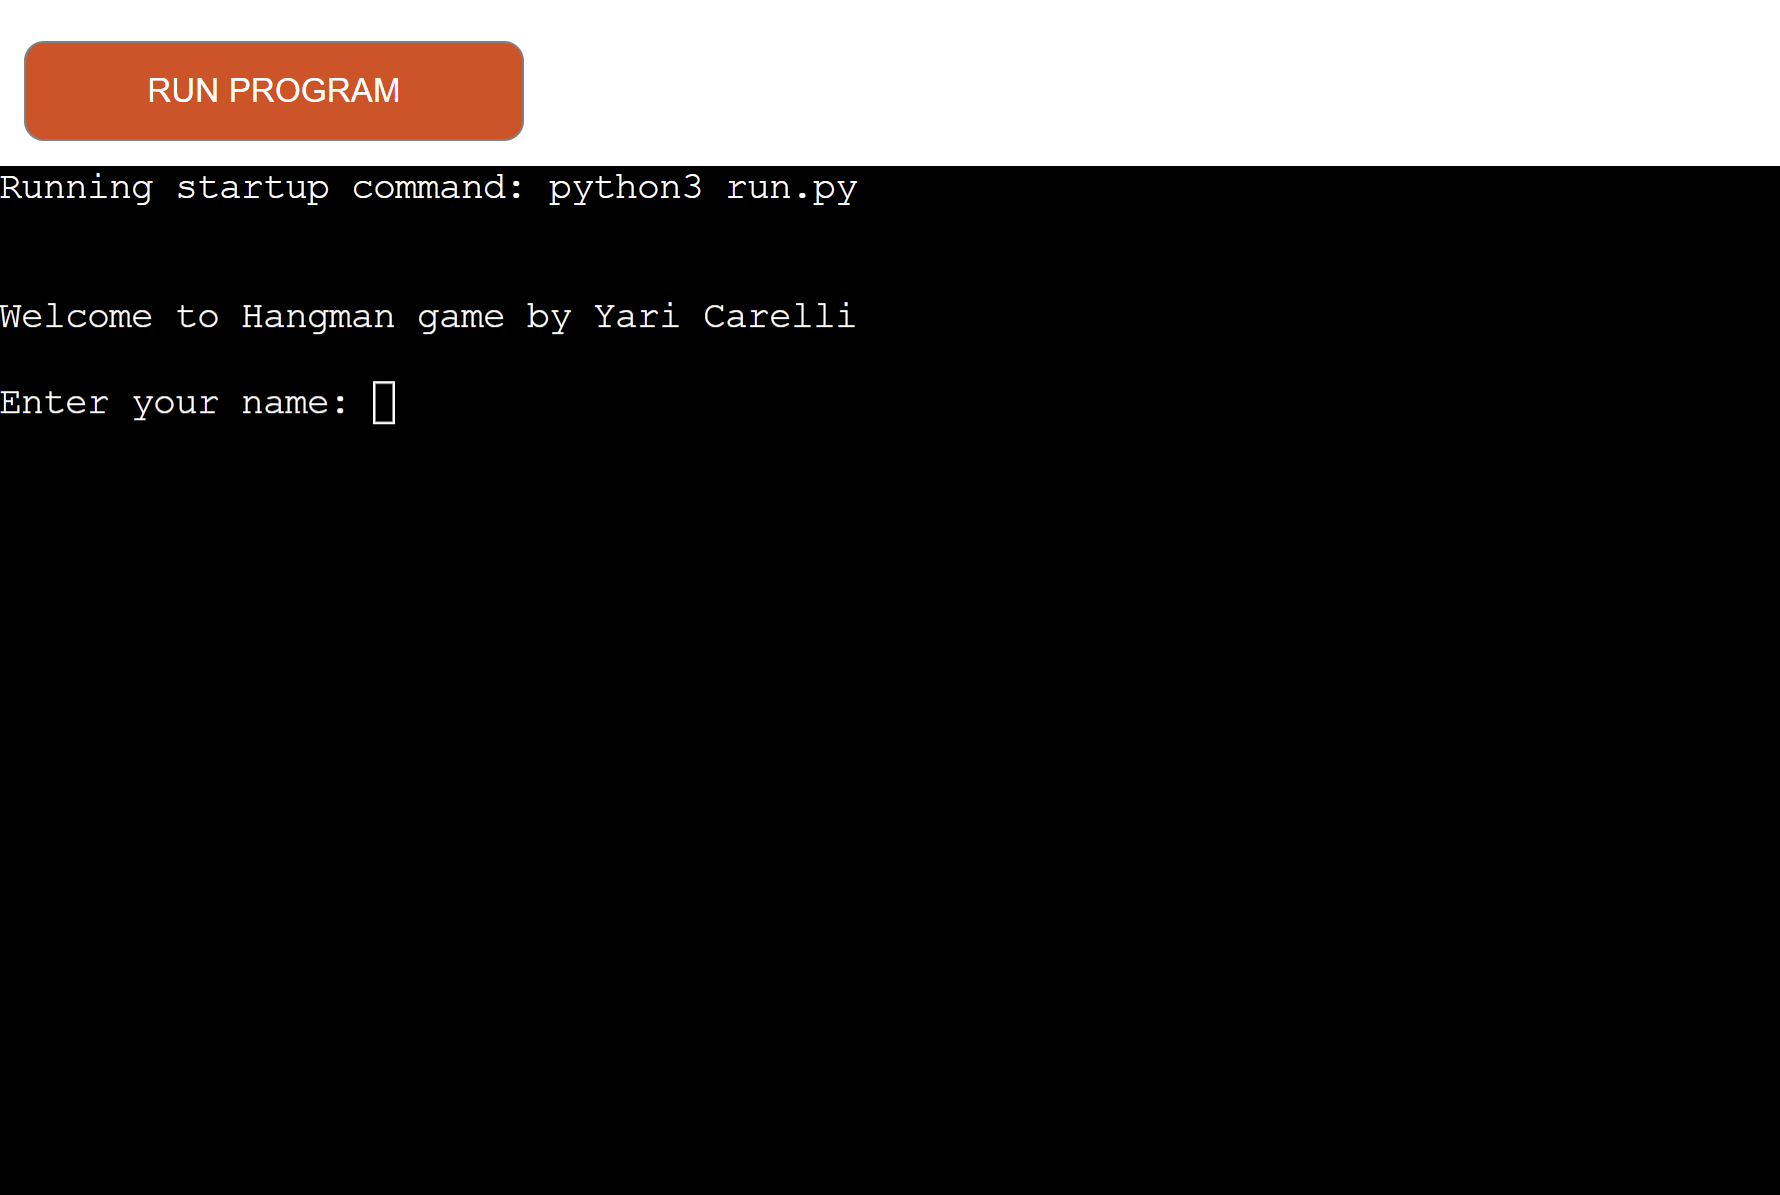 RUN PROGRAM
Running startup command: python3 run.py
Welcome to Hangman game by Yari Carelli
Enter your name: